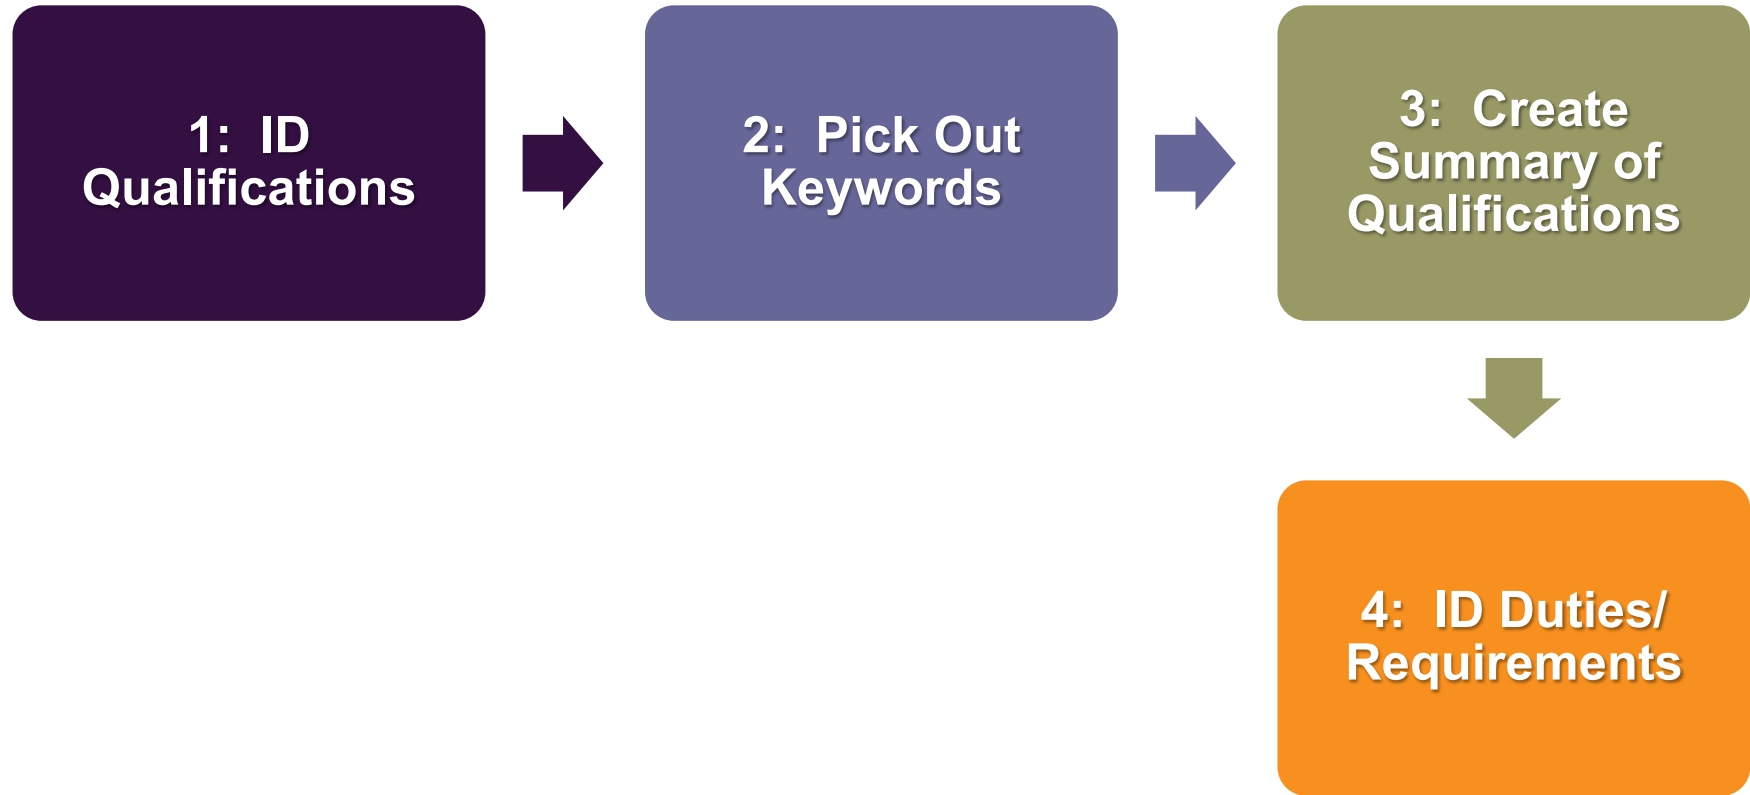 1:  ID
Qualifications
2:  Pick Out
Keywords
3:  Create
Summary of
Qualifications
4:  ID Duties/
Requirements